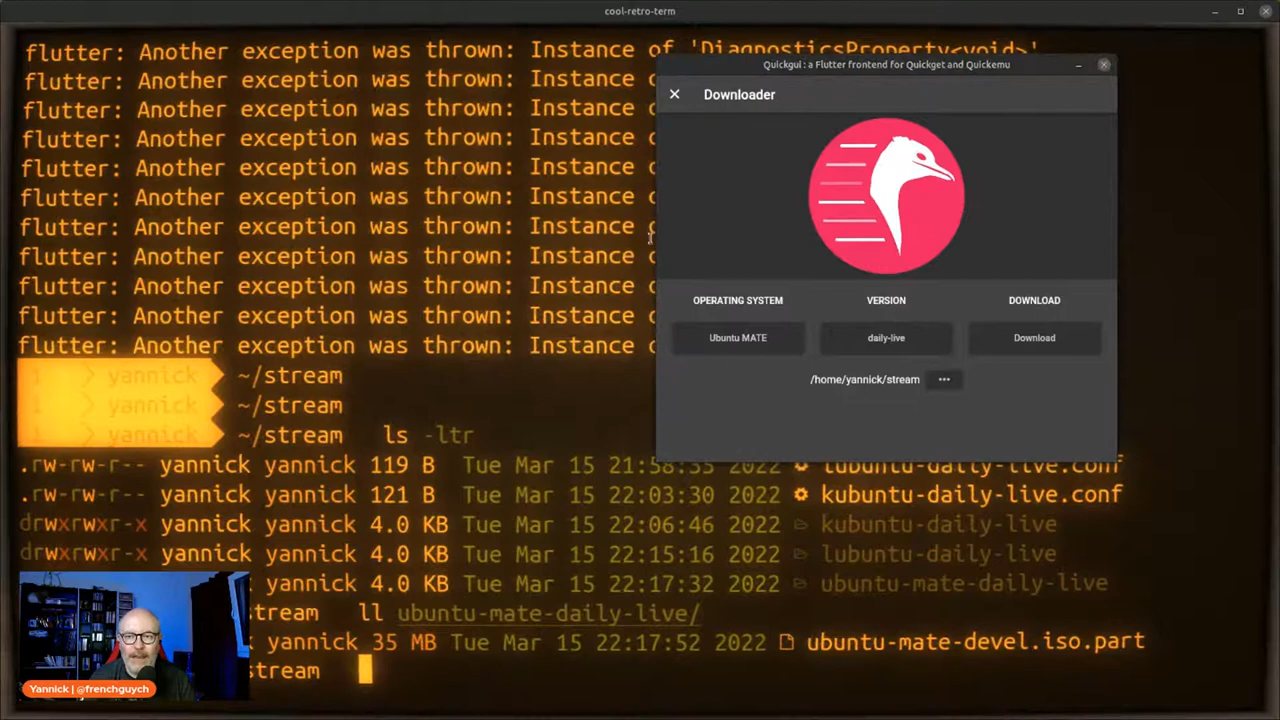 cool-retro-term
flutter: Another exception was thrown: Instance of 'DiagnosticsProperty<void>'
flutter: Another exception was thrown: Instance
flutter: Another exception was thrown: Instance
flutter: Another exception was thrown: Instance
flutter: Another exception was thrown: Instance
flutter: Another exception was thrown: Instance
flutter: Another exception was thrown: Instance
flutter: Another exception was thrown: Instance
flutter: Another exception was thrown: Instance
flutter: Another exception was thrown: Instance
flutter: Another exception was thrown: Instance
1 > yannick ~/stream
1 > yannick ~/stream
1 > yannick ~/stream ls -ltr
.rw-rw-r-- yannick yannick 119 B Tue Mar 15 21:58:35 2022 lubuntu-daily-live.conf
.rw-rw-r-- yannick yannick 121 B Tue Mar 15 22:03:30 2022 kubuntu-daily-live.conf
drwxrwxr-x yannick yannick 4.0 KB Tue Mar 15 22:06:46 2022 kubuntu-daily-live
drwxrwxr-x yannick yannick 4.0 KB Tue Mar 15 22:15:16 2022 lubuntu-daily-live
yannick 4.0 KB Tue Mar 15 22:17:32 2022 ubuntu-mate-daily-live
stream ll ubuntu-mate-daily-live/
yannick 35 MB Tue Mar 15 22:17:52 2022 ubuntu-mate-devel.iso.part
stream
Quickgui : a Flutter frontend for Quickget and Quickemu
Downloader
OPERATING SYSTEM VERSION DOWNLOAD
Ubuntu MATE daily-live Download
/home/yannick/stream ...
Yannick | @frenchguych